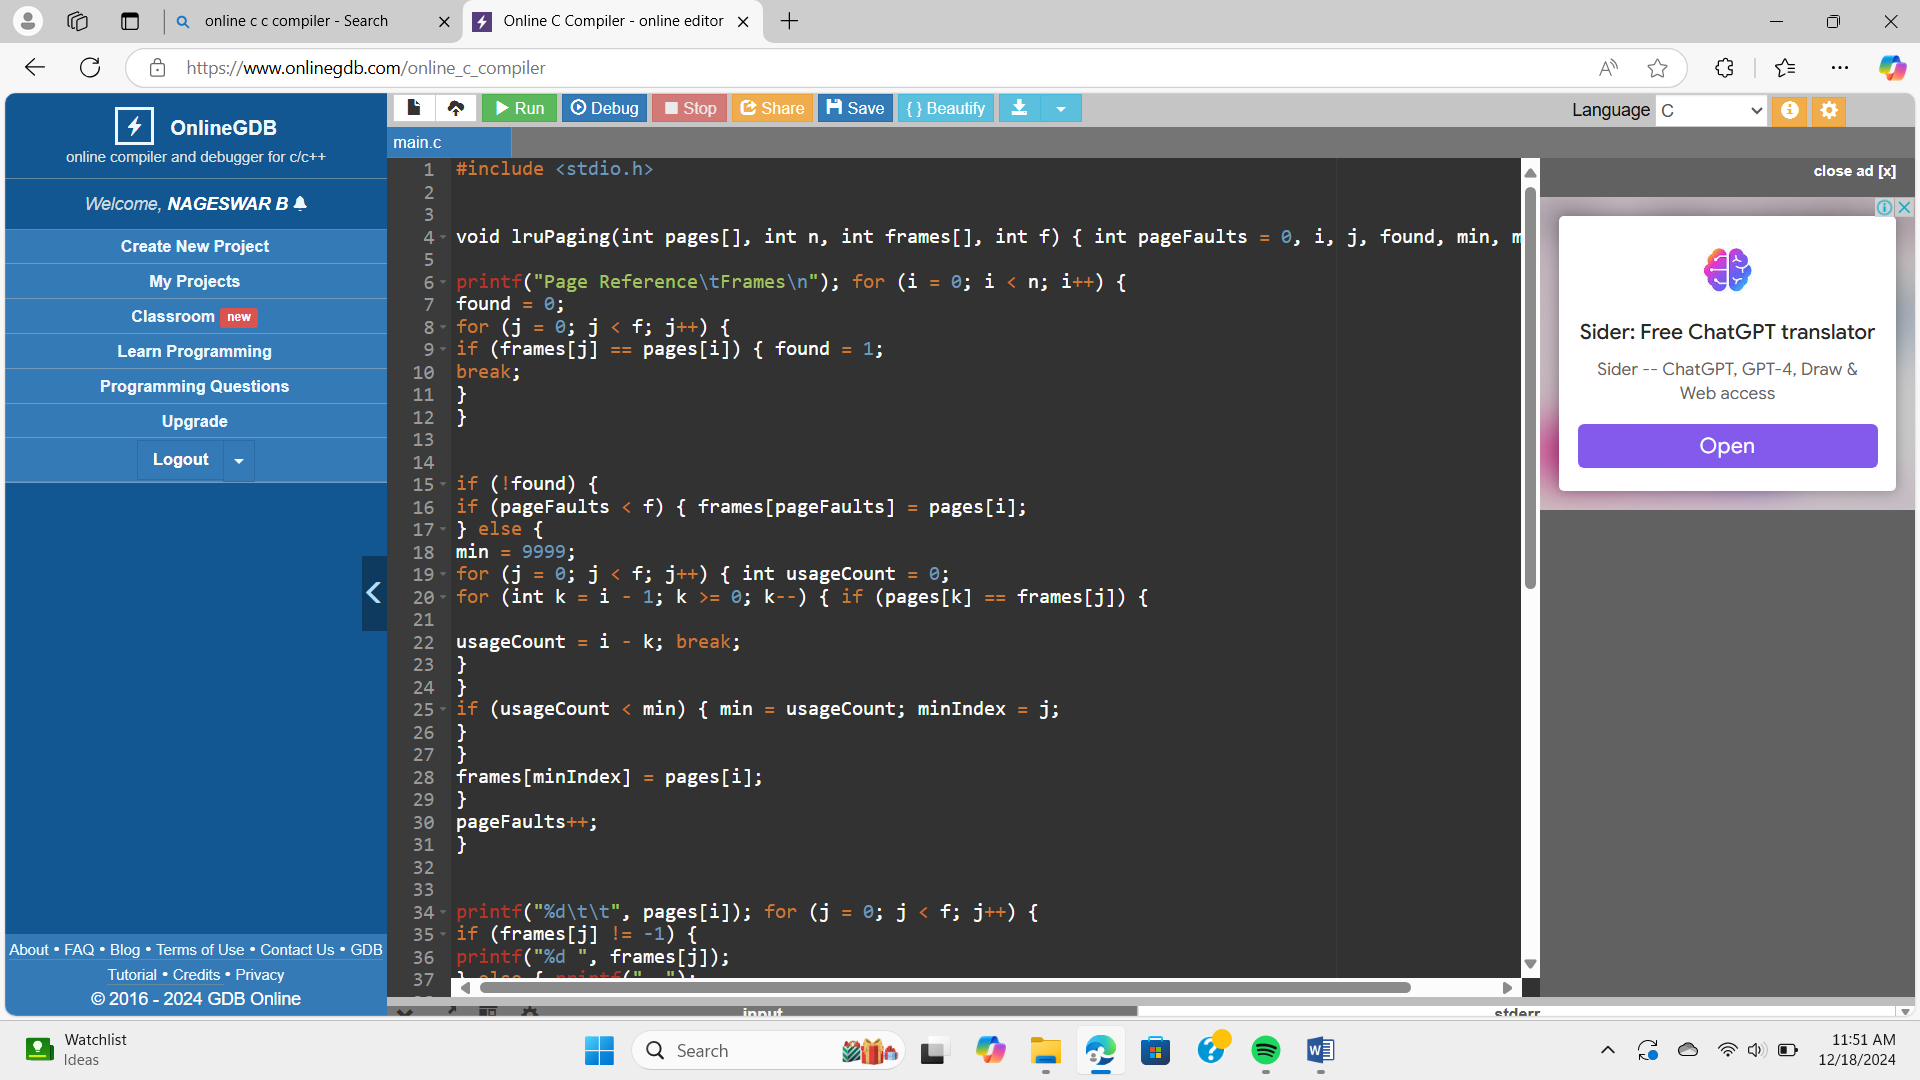 online c c compiler - Search
Online C Compiler - online editor
https://www.onlinegdb.com/online_c_compiler
OnlineGDB
online compiler and debugger for c/c++
Welcome, NAGESWAR B
Create New Project
My Projects
Classroom new
Learn Programming
Programming Questions
Upgrade
Logout
About • FAQ • Blog • Terms of Use • Contact Us • GDB
Tutorial • Credits • Privacy
© 2016 - 2024 GDB Online
Run Debug Stop Share Save { } Beautify
Language C
main.c
1 #include <stdio.h>
2
3
4 void lruPaging(int pages[], int n, int frames[], int f) { int pageFaults = 0, i, j, found, min, m
5
6 printf("Page Reference\tFrames\n"); for (i = 0; i < n; i++) {
7 found = 0;
8 for (j = 0; j < f; j++) {
9 if (frames[j] == pages[i]) { found = 1;
10 break;
11 }
12 }
13
14
15 if (!found) {
16 if (pageFaults < f) { frames[pageFaults] = pages[i];
17 } else {
18 min = 9999;
19 for (j = 0; j < f; j++) { int usageCount = 0;
20 for (int k = i - 1; k >= 0; k--) { if (pages[k] == frames[j]) {
21
22 usageCount = i - k; break;
23 }
24 }
25 if (usageCount < min) { min = usageCount; minIndex = j;
26 }
27 }
28 frames[minIndex] = pages[i];
29 }
30 pageFaults++;
31 }
32
33
34 printf("%d\t\t", pages[i]); for (j = 0; j < f; j++) {
35 if (frames[j] != -1) {
36 printf("%d ", frames[j]);
37 } else { printf("
input
stderr
close ad [x]
Sider: Free ChatGPT translator
Sider -- ChatGPT, GPT-4, Draw &
Web access
Open
Watchlist
Ideas
Search
11:51 AM
12/18/2024